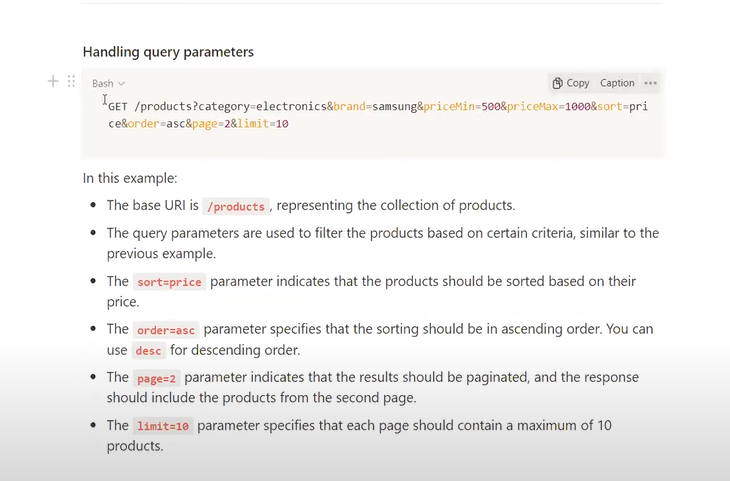 Handling query parameters
Bash
Copy Caption
GET /products?category=electronics&brand=samsung&priceMin=500&priceMax=1000&sort=pri
ce&order=asc&page=2&limit=10
In this example:
• The base URI is /products, representing the collection of products.
• The query parameters are used to filter the products based on certain criteria, similar to the
previous example.
• The sort=price parameter indicates that the products should be sorted based on their
price.
• The order=asc parameter specifies that the sorting should be in ascending order. You can
use desc for descending order.
• The page=2 parameter indicates that the results should be paginated, and the response
should include the products from the second page.
• The limit=10 parameter specifies that each page should contain a maximum of 10
products.